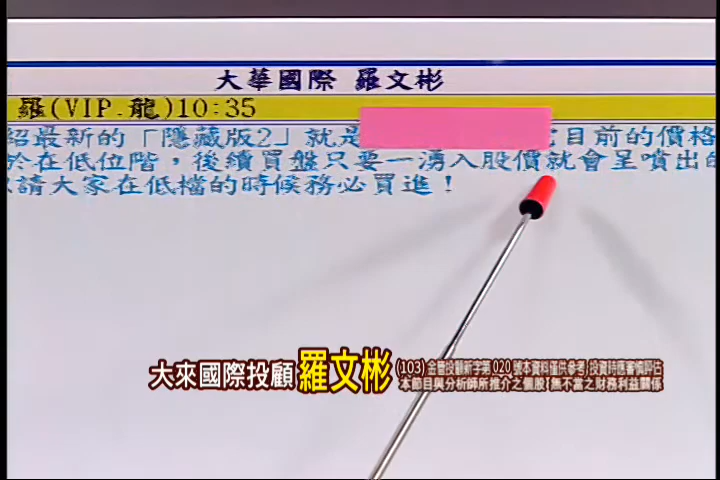 大華國際 羅文彬
羅(VIP.龍)10:35
紹最新的「隱藏版2」就是 目前的價格
於在低位階，後續買盤只要一湧入股價就會呈噴出的
請大家在低檔的時候務必買進！
大來國際投顧 羅文彬 (103)金管投顧新字第020號本資料僅供參考,投資時應審慎評估
本節目與分析師所推介之個股,無不當之財務利益關係